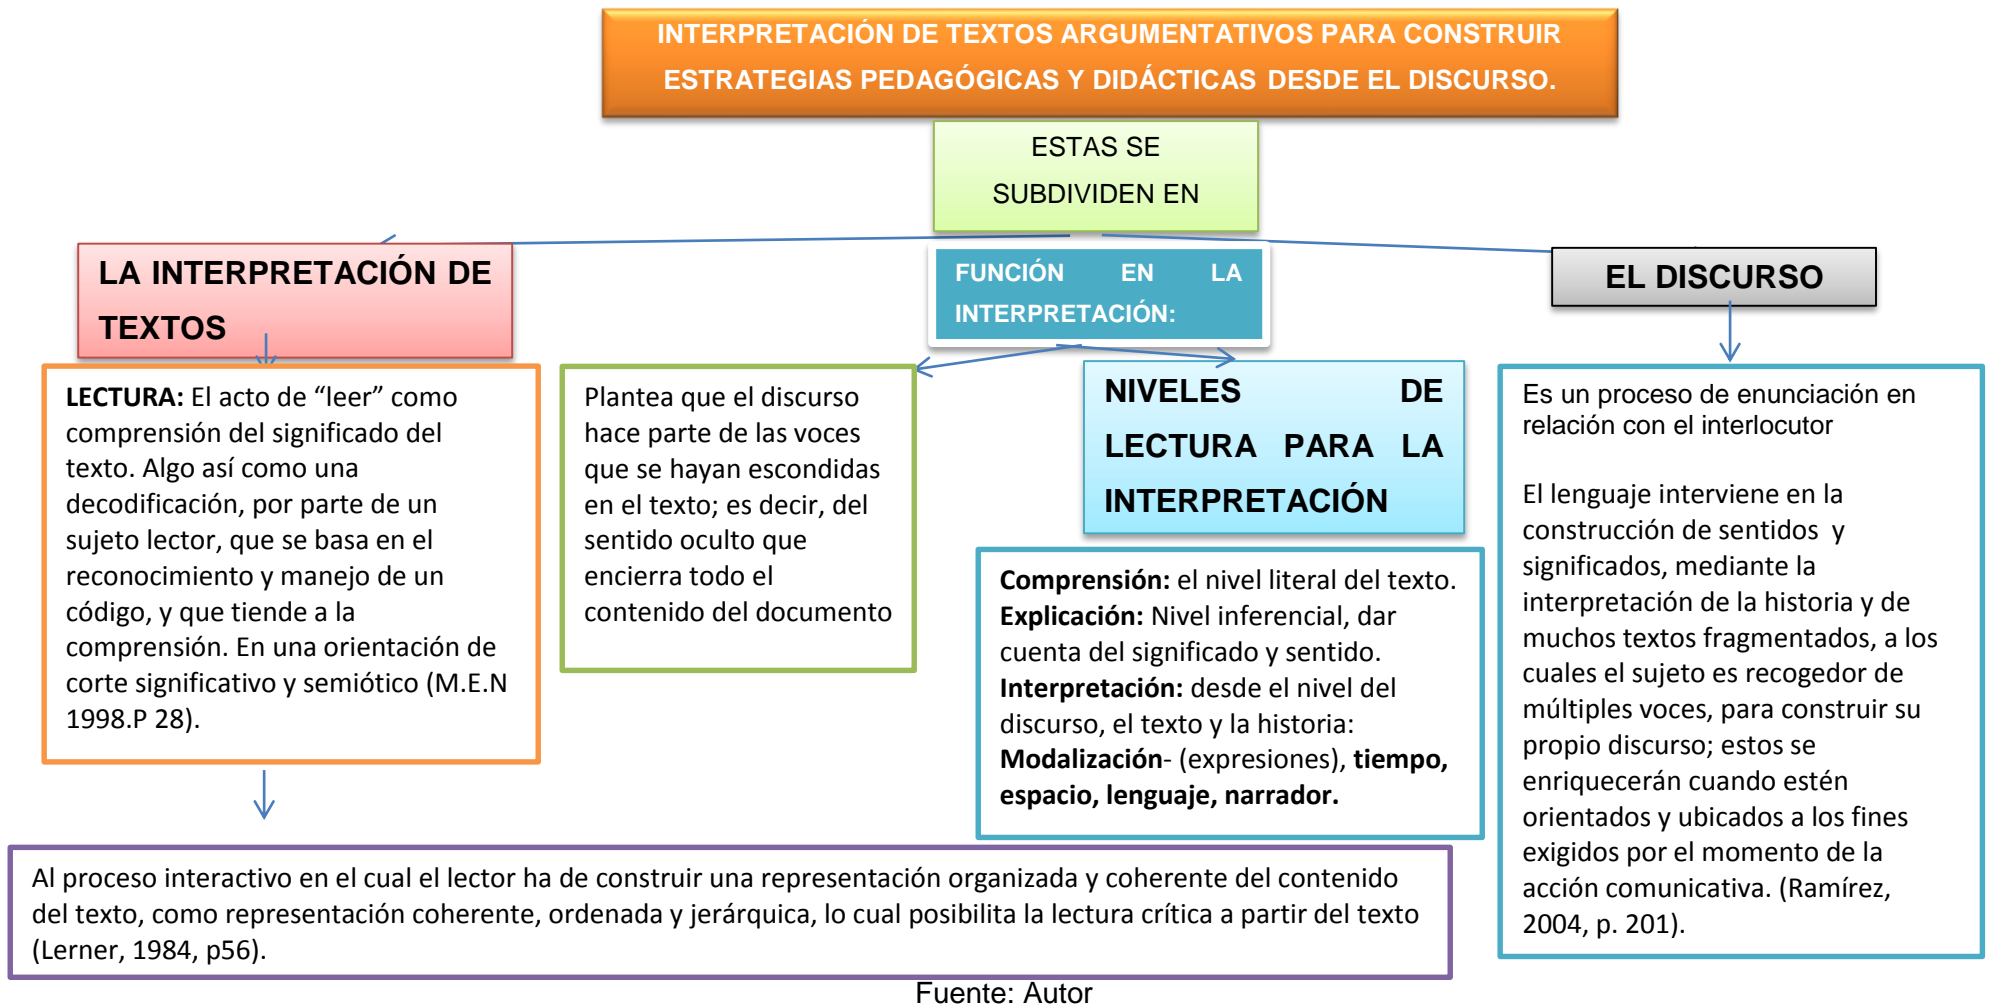 INTERPRETACIÓN DE TEXTOS ARGUMENTATIVOS PARA CONSTRUIR
ESTRATEGIAS PEDAGÓGICAS Y DIDÁCTICAS DESDE EL DISCURSO.
ESTAS SE
SUBDIVIDEN EN
LA INTERPRETACIÓN DE
TEXTOS
LECTURA: El acto de “leer” como
comprensión del significado del
texto. Algo así como una
decodificación, por parte de un
sujeto lector, que se basa en el
reconocimiento y manejo de un
código, y que tiende a la
comprensión. En una orientación de
corte significativo y semiótico (M.E.N
1998.P 28).
Al proceso interactivo en el cual el lector ha de construir una representación organizada y coherente del contenido
del texto, como representación coherente, ordenada y jerárquica, lo cual posibilita la lectura crítica a partir del texto
(Lerner, 1984, p56).
FUNCIÓN EN LA
INTERPRETACIÓN:
Plantea que el discurso
hace parte de las voces
que se hayan escondidas
en el texto; es decir, del
sentido oculto que
encierra todo el
contenido del documento
NIVELES DE
LECTURA PARA LA
INTERPRETACIÓN
Comprensión: el nivel literal del texto.
Explicación: Nivel inferencial, dar
cuenta del significado y sentido.
Interpretación: desde el nivel del
discurso, el texto y la historia:
Modalización- (expresiones), tiempo,
espacio, lenguaje, narrador.
EL DISCURSO
Es un proceso de enunciación en
relación con el interlocutor
El lenguaje interviene en la
construcción de sentidos y
significados, mediante la
interpretación de la historia y de
muchos textos fragmentados, a los
cuales el sujeto es recogedor de
múltiples voces, para construir su
propio discurso; estos se
enriquecerán cuando estén
orientados y ubicados a los fines
exigidos por el momento de la
acción comunicativa. (Ramírez,
2004, p. 201).
Fuente: Autor